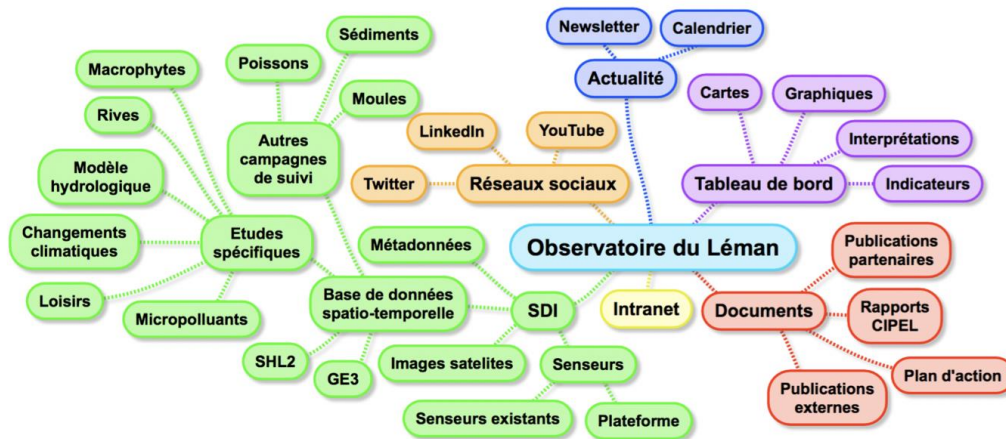 Newsletter
Calendrier
Actualité
Sédiments
Poissons
Moules
Autres
campagnes
de suivi
Macrophytes
Rives
Modèle
hydrologique
Changements
climatiques
Loisirs
Micropolluants
Etudes
spécifiques
LinkedIn
YouTube
Twitter
Réseaux sociaux
Cartes
Graphiques
Interprétations
Indicateurs
Tableau de bord
Observatoire du Léman
Métadonnées
Base de données
spatio-temporelle
SDI
SHL2
GE3
Images satelites
Senseurs
Senseurs existants
Plateforme
Intranet
Documents
Publications
partenaires
Rapports
CIPEL
Plan d'action
Publications
externes